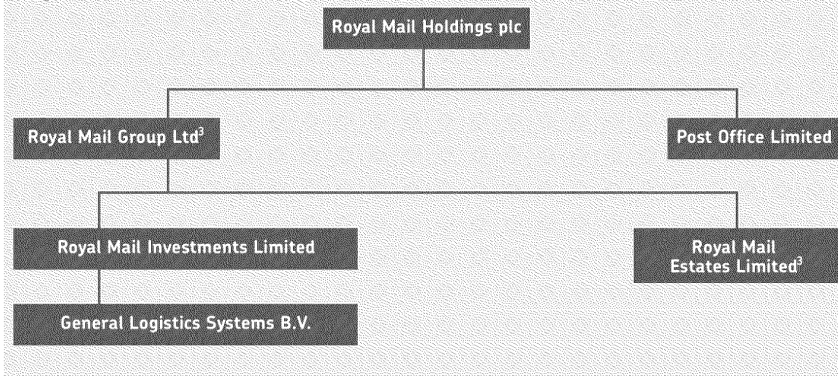 Royal Mail Holdings plc
Royal Mail Group Ltd³
Post Office Limited
Royal Mail Investments Limited
Royal Mail
Estates Limited³
General Logistics Systems B.V.